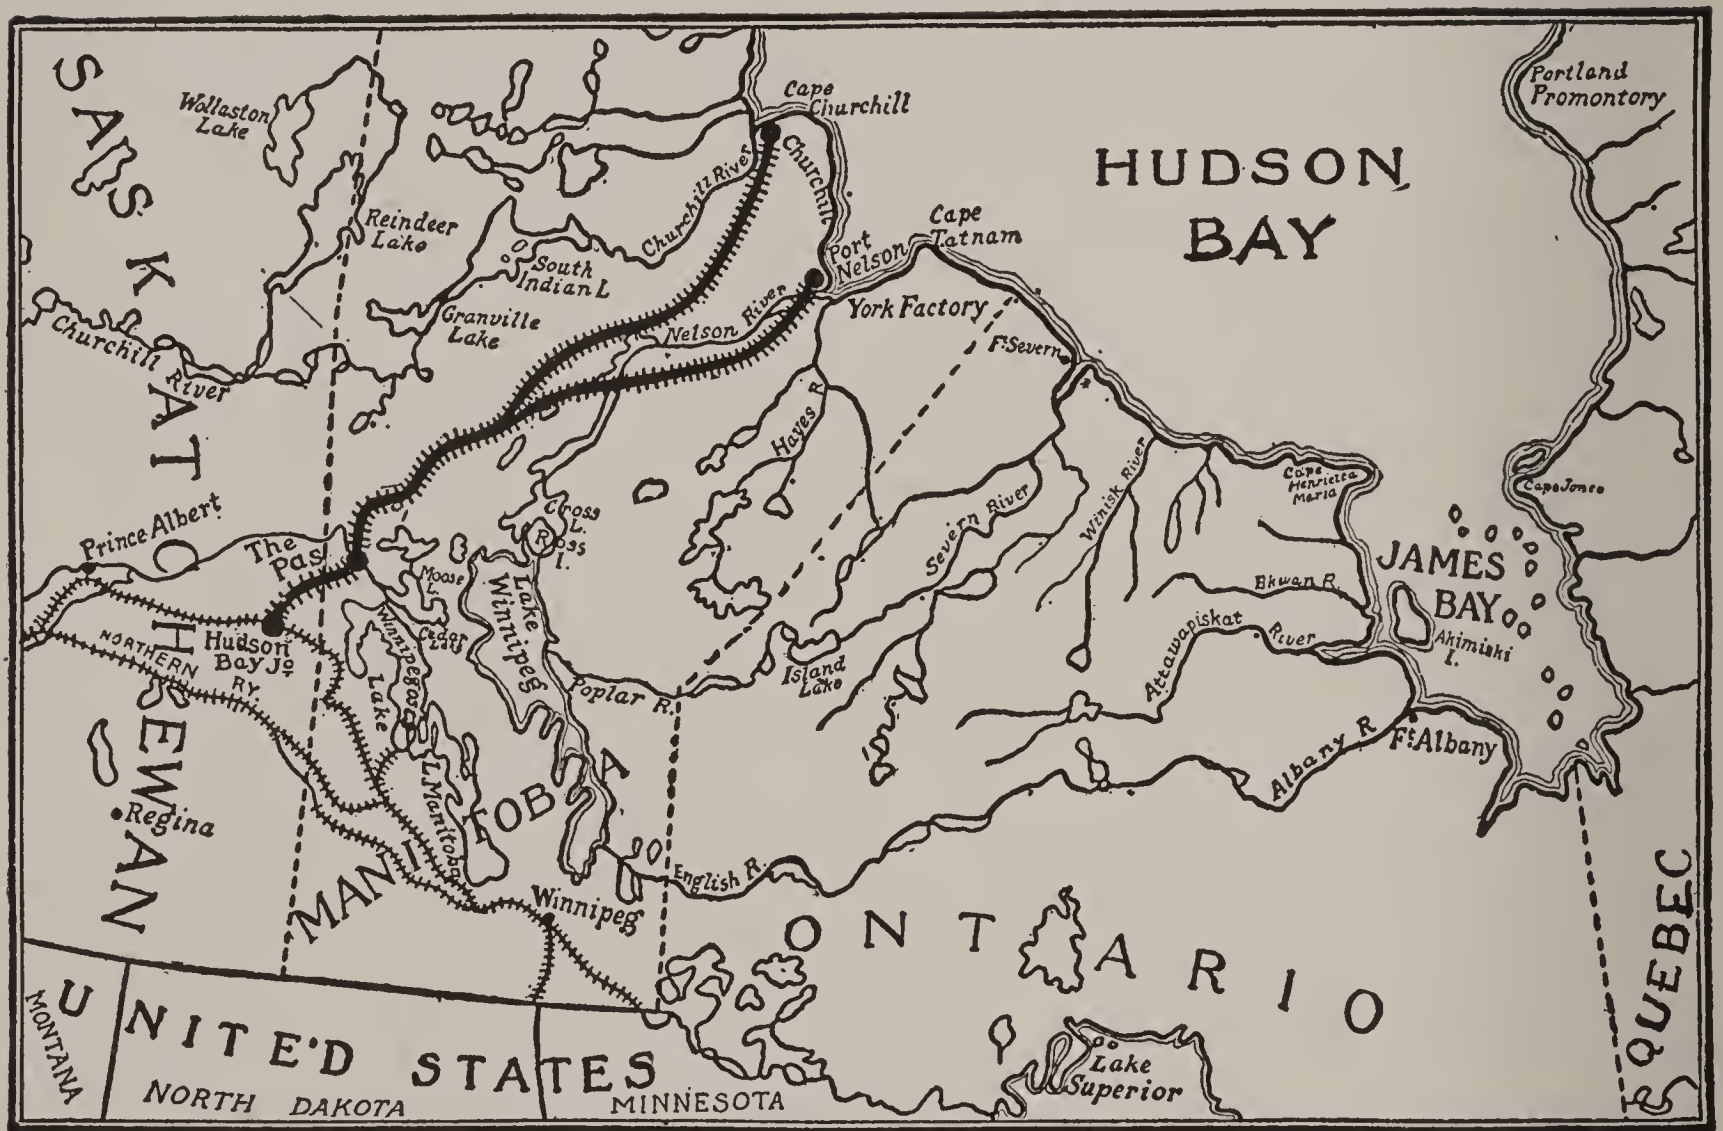 SASKATCHEWAN
Wollaston
Lake
Reindeer
Lake
Churchill
River
Cape
Churchill
Churchill
Churchill River
South
Indian L
Granville
Lake
Nelson River
Port
Nelson
Cape
Tatnam
York Factory
HUDSON
BAY
Portland
Promontory
Ft. Severn
Hayes R
Severn River
Winisk River
Cape
Henrietta
Maria
Cape Jones
JAMES
BAY
Akimiski
I.
Ekwan R.
Attawapiskat River
Albany R
Ft. Albany
Prince Albert
The
Pas
Hudson
Bay Jo
NORTHERN
RY.
Cross
L.
Ross
I.
Moose
L.
Cedar
Lake
Lake
Winnipeg
Winnipegosis
Lake
L. Manitoba
Poplar R.
Island
Lake
English R.
Regina
MANITOBA
Winnipeg
ONTARIO
QUEBEC
Lake
Superior
UNITED STATES
MONTANA
NORTH DAKOTA
MINNESOTA